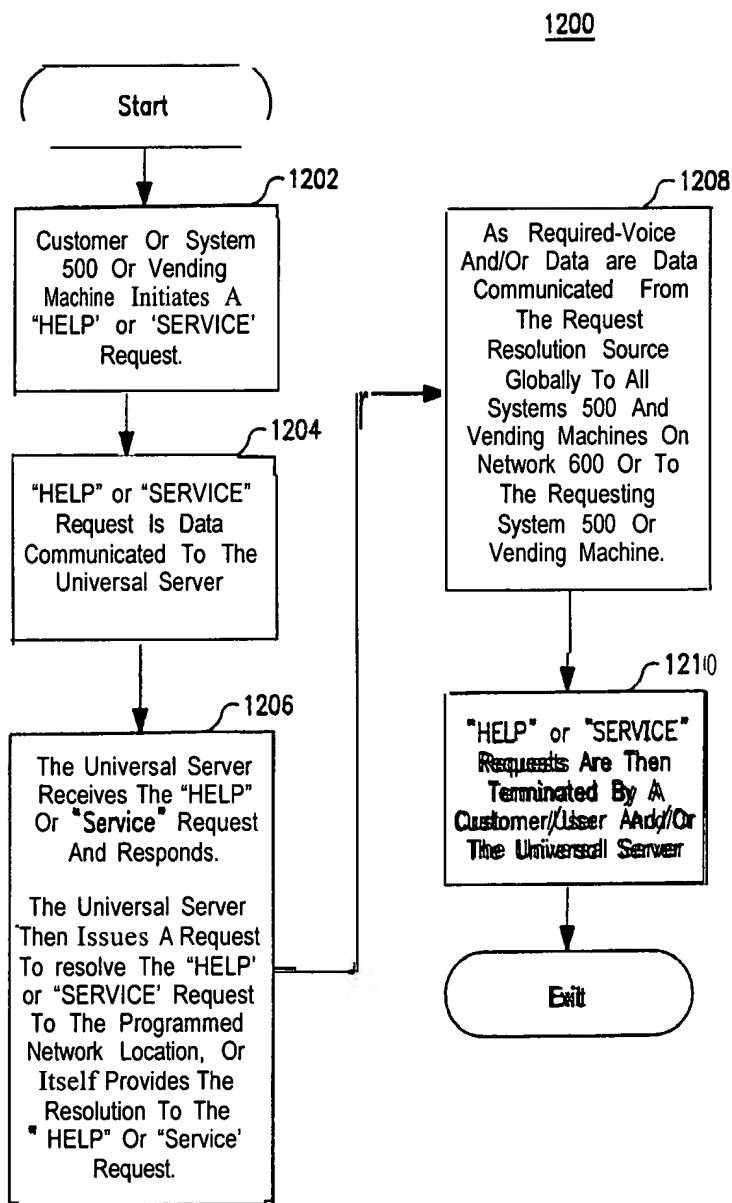 1200
Start
1202
Customer Or System
500 Or Vending
Machine Initiates A
"HELP' or 'SERVICE'
Request.
1204
"HELP" or "SERVICE"
Request Is Data
Communicated To The
Universal Server
1206
The Universal Server
Receives The "HELP"
Or "Service" Request
And Responds.
The Universal Server
Then Issues A Request
To resolve The "HELP'
or "SERVICE' Request
To The Programmed
Network Location, Or
Itself Provides The
Resolution To The
" HELP" Or "Service'
Request.
1208
As Required-Voice
And/Or Data are Data
Communicated From
The Request
Resolution Source
Globally To All
Systems 500 And
Vending Machines On
Network 600 Or To
The Requesting
System 500 Or
Vending Machine.
1210
"HELP" or "SERVICE"
Requests Are Then
Terminated By A
Customer/User And/Or
The Universal Server
Exit